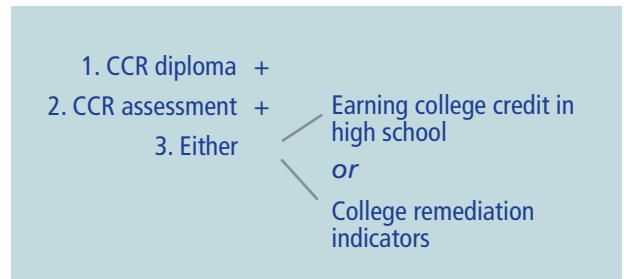 1. CCR diploma +
2. CCR assessment +
3. Either
Earning college credit in
high school
or
College remediation
indicators